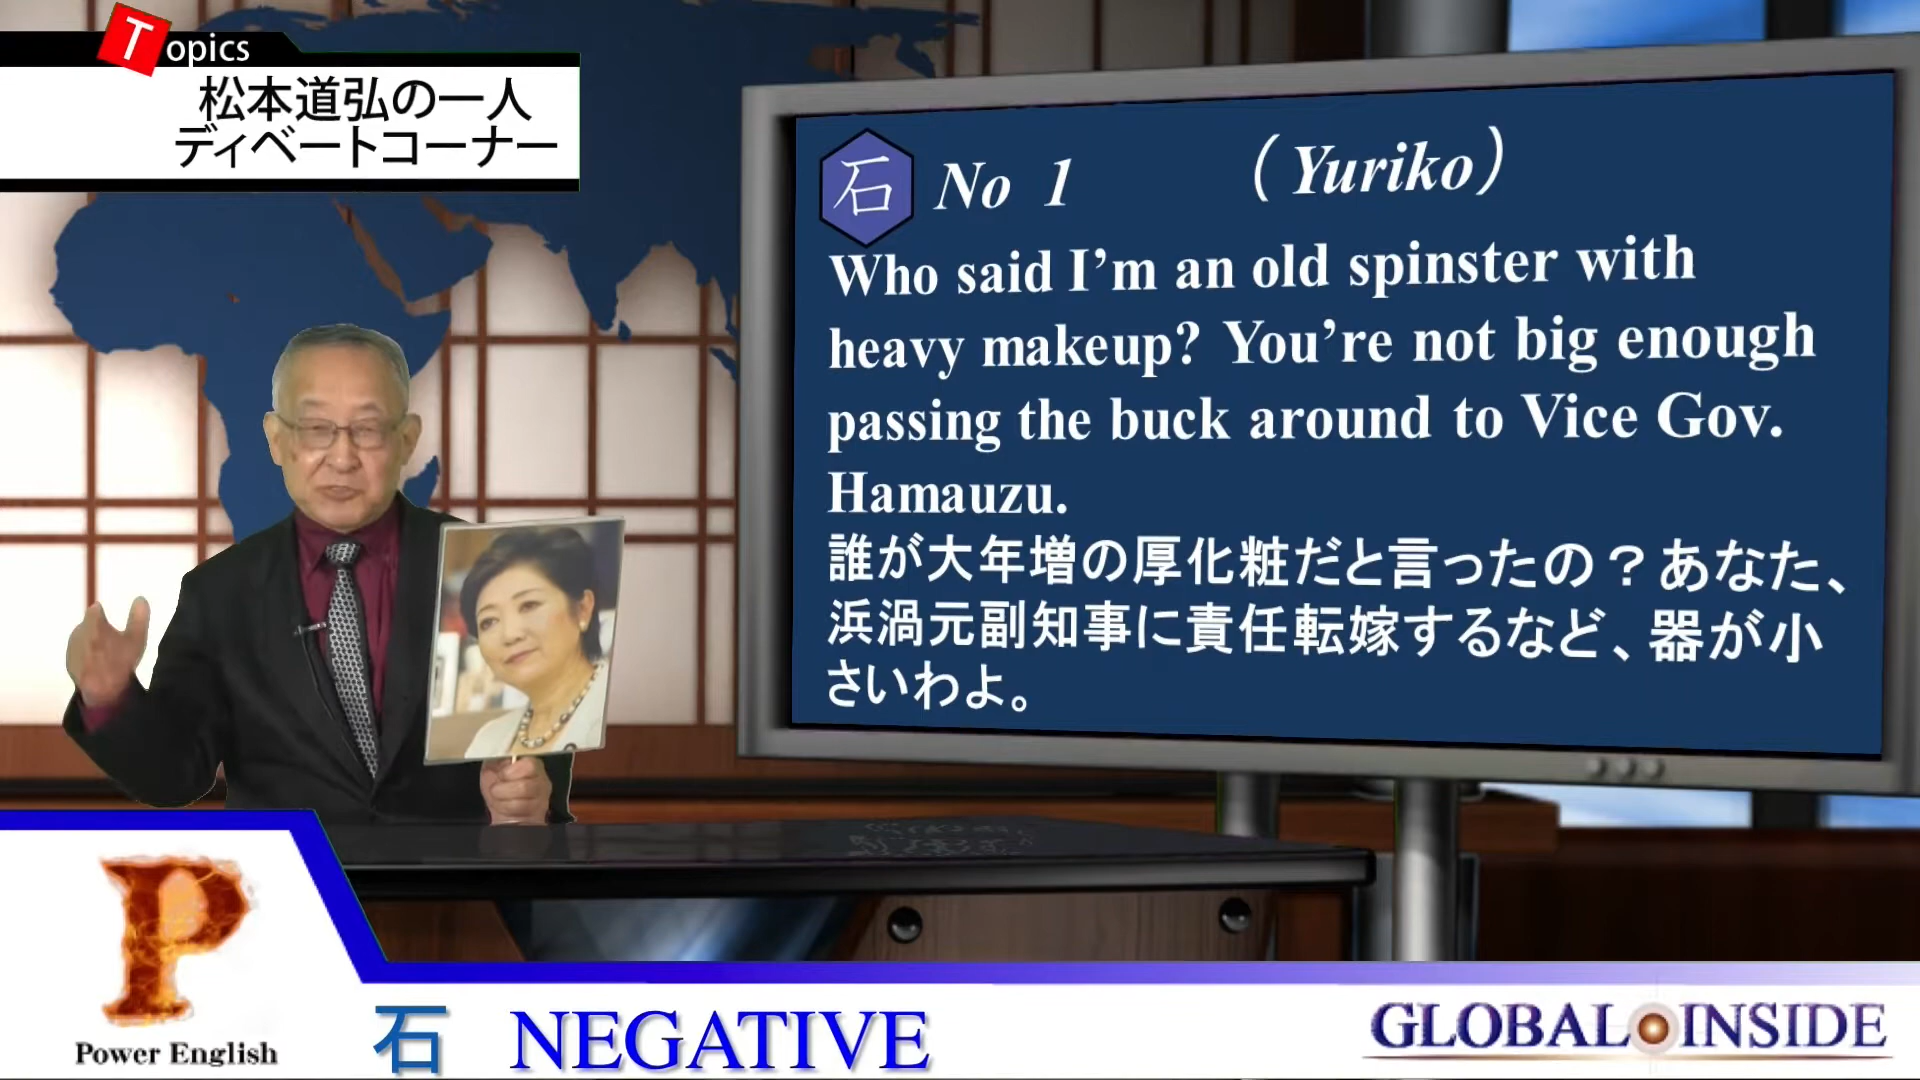 Topics
松本道弘の一人
ディベートコーナー
石 No 1 (Yuriko)
Who said I'm an old spinster with
heavy makeup? You're not big enough
passing the buck around to Vice Gov.
Hamauzu.
誰が大年増の厚化粧だと言ったの？あなた、
浜渦元副知事に責任転嫁するなど、器が小
さいわよ。
P
Power English
石 NEGATIVE
GLOBAL INSIDE